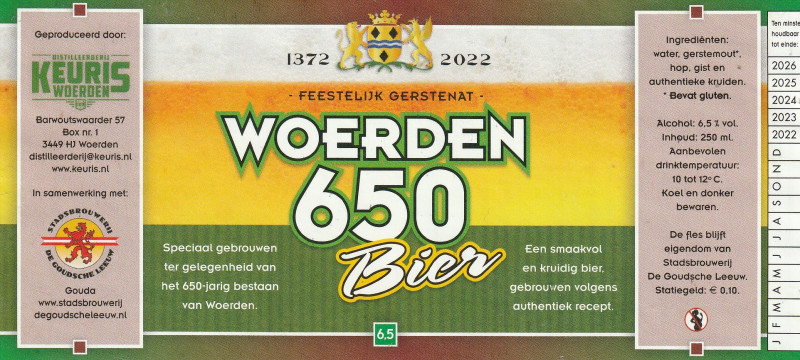 Geproduceerd door:
DISTILLEERDERIJ
KEURIS
WOERDEN
Barwoutswaarder 57
Box nr. 1
3449 HJ Woerden
distilleerderij@keuris.nl
www.keuris.nl
In samenwerking met:
STADSBROUWERIJ
DE GOUDSCHE LEEUW
Gouda
www.stadsbrouwerij
degoudscheleeuw.nl
1372 2022
- FEESTELIJK GERSTENAT -
WOERDEN
650
Bier
Speciaal gebrouwen
ter gelegenheid van
het 650-jarig bestaan
van Woerden.
Een smaakvol
en kruidig bier,
gebrouwen volgens
authentiek recept.
6,5
Ingrediënten:
water, gerstemout*,
hop, gist en
authentieke kruiden.
* Bevat gluten.
Alcohol: 6,5 % vol.
Inhoud: 250 ml.
Aanbevolen
drinktemperatuur:
10 tot 12° C.
Koel en donker
bewaren.
De fles blijft
eigendom van
Stadsbrouwerij
De Goudsche Leeuw.
Statiegeld: € 0,10.
Ten minste
houdbaar
tot einde:
2026
2025
2024
2023
2022
J F M A M J J A S O N D